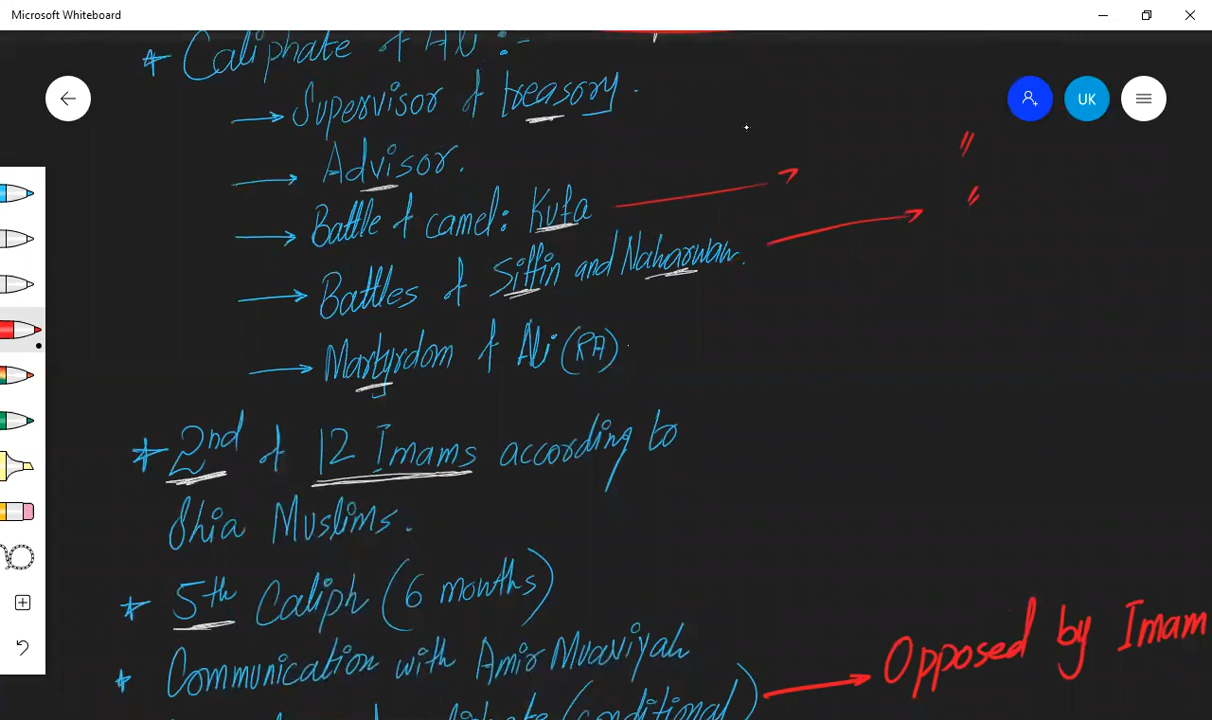 Microsoft Whiteboard
* Caliphate of Ali :-
→ Supervisor of treasory.
→ Advisor.
→ Battle of camel: Kufa →
→ Battles of Siffin and Naharwan. →
→ Martyrdom of Ali (RA)
* 2nd of 12 Imams according to
Shia Muslims.
* 5th Caliph (6 months)
* Communication with Amir Muaviyah
(conditional) → Opposed by Imam
UK